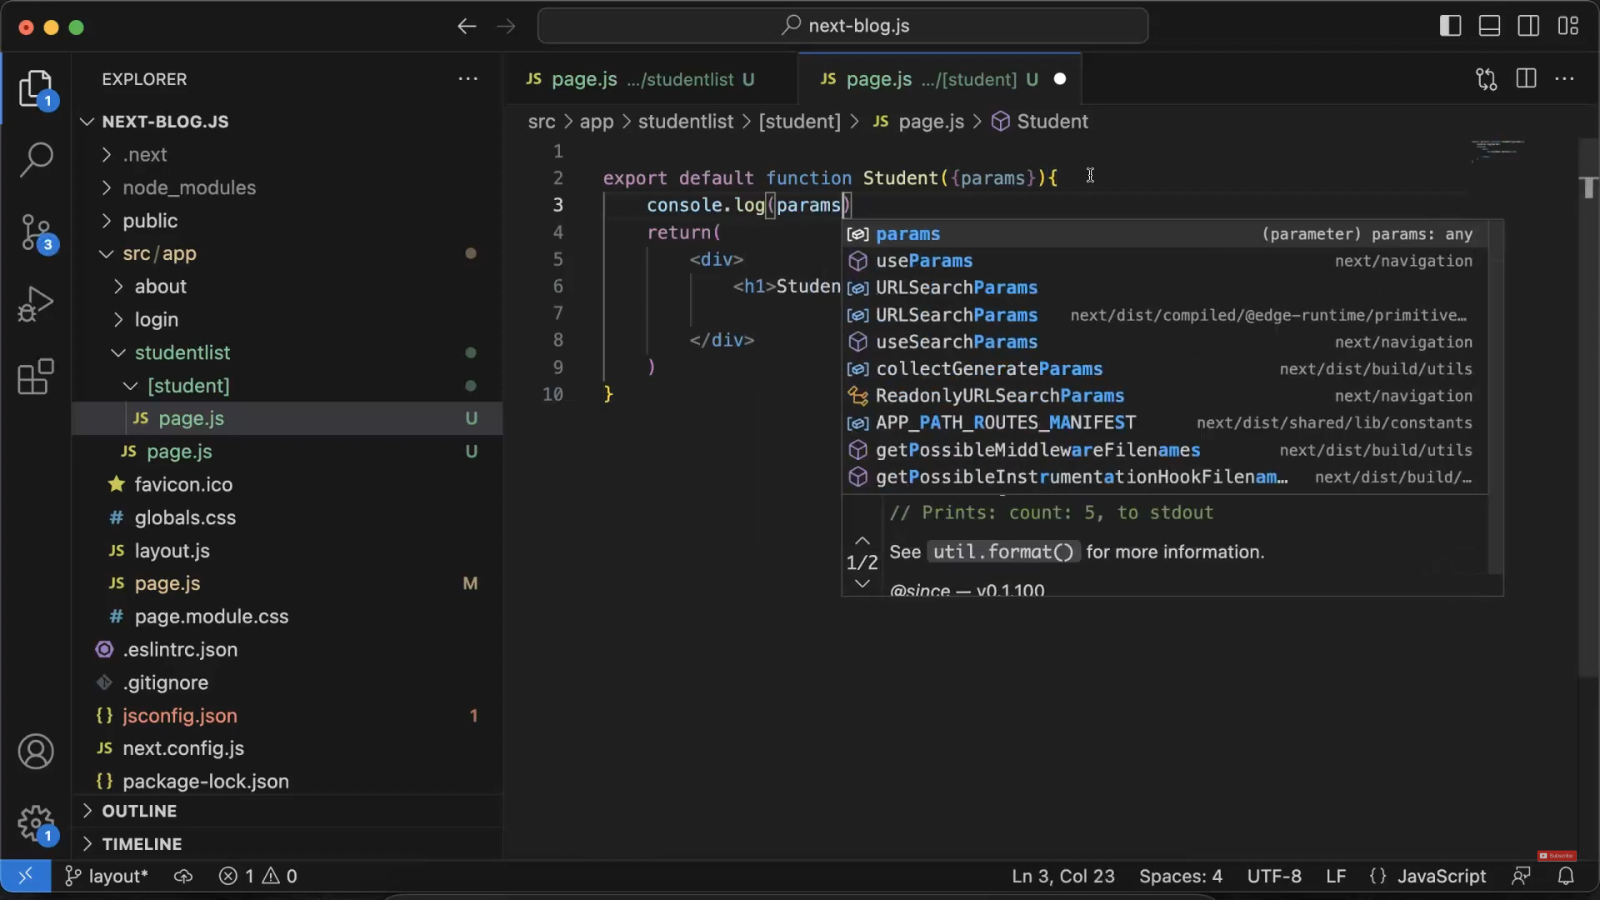 next-blog.js
EXPLORER
NEXT-BLOG.JS
.next
node_modules
public
src/app
about
login
studentlist
[student]
JS page.js U
JS page.js U
favicon.ico
# globals.css
JS layout.js
JS page.js M
# page.module.css
.eslintrc.json
.gitignore
{} jsconfig.json 1
JS next.config.js
{} package-lock.json
OUTLINE
TIMELINE
1
3
1
JS page.js .../studentlist U
JS page.js .../[student] U
src > app > studentlist > [student] > JS page.js > Student
1
2 export default function Student({params}){
3 console.log(params)
4 return(
5 <div>
6 <h1>Studen
7
8 </div>
9 )
10 }
params (parameter) params: any
useParams next/navigation
URLSearchParams
URLSearchParams next/dist/compiled/@edge-runtime/primitive…
useSearchParams next/navigation
collectGenerateParams next/dist/build/utils
ReadonlyURLSearchParams next/navigation
APP_PATH_ROUTES_MANIFEST next/dist/shared/lib/constants
getPossibleMiddlewareFilenames next/dist/build/utils
getPossibleInstrumentationHookFilenam… next/dist/build/…
// Prints: count: 5, to stdout
1/2
See util.format() for more information.
@since — v0.1.100
Subscribe
layout* 1 0
Ln 3, Col 23 Spaces: 4 UTF-8 LF {} JavaScript